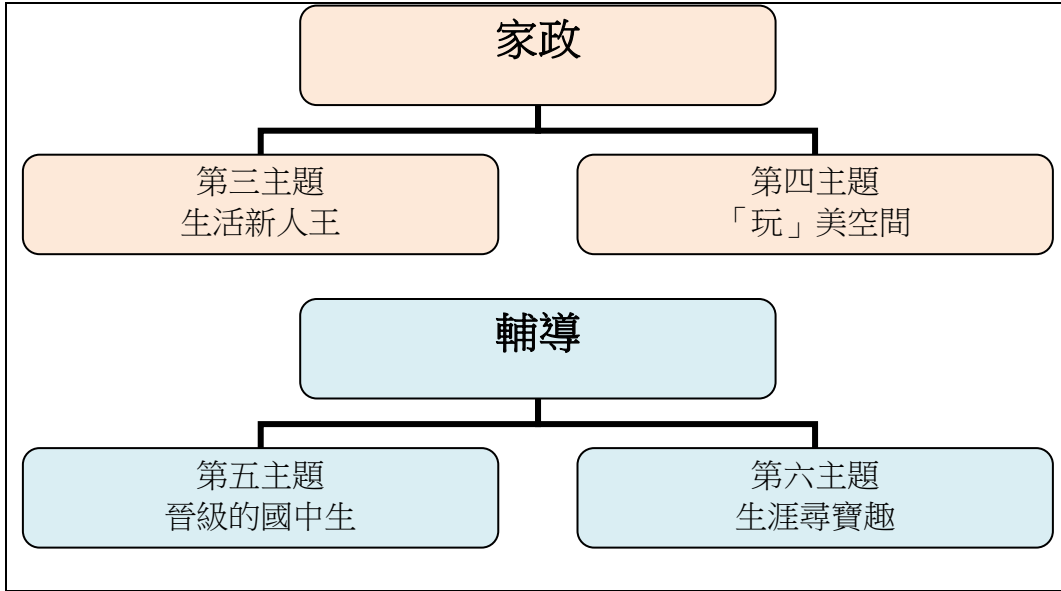 家政
第三主題
生活新人王
第四主題
「玩」美空間
輔導
第五主題
晉級的國中生
第六主題
生涯尋寶趣